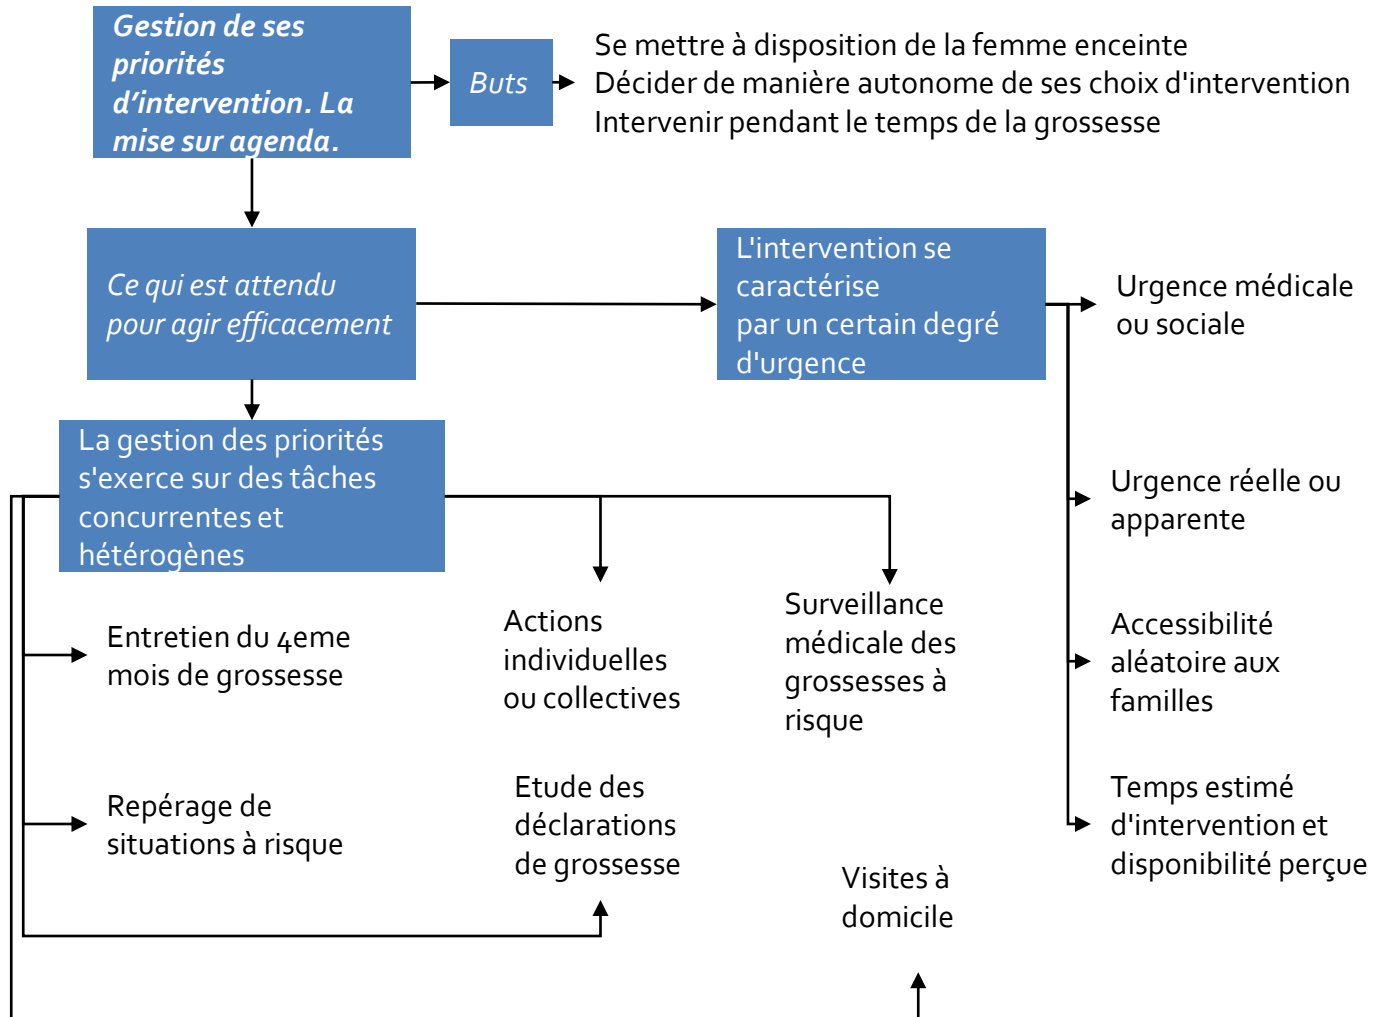 Gestion de ses
priorités
d’intervention. La
mise sur agenda.
Buts
Se mettre à disposition de la femme enceinte
Décider de manière autonome de ses choix d'intervention
Intervenir pendant le temps de la grossesse
Ce qui est attendu
pour agir efficacement
L'intervention se
caractérise
par un certain degré
d'urgence
Urgence médicale
ou sociale
La gestion des priorités
s'exerce sur des tâches
concurrentes et
hétérogènes
Urgence réelle ou
apparente
Entretien du 4eme
mois de grossesse
Actions
individuelles
ou collectives
Surveillance
médicale des
grossesses à
risque
Accessibilité
aléatoire aux
familles
Repérage de
situations à risque
Etude des
déclarations
de grossesse
Visites à
domicile
Temps estimé
d'intervention et
disponibilité perçue